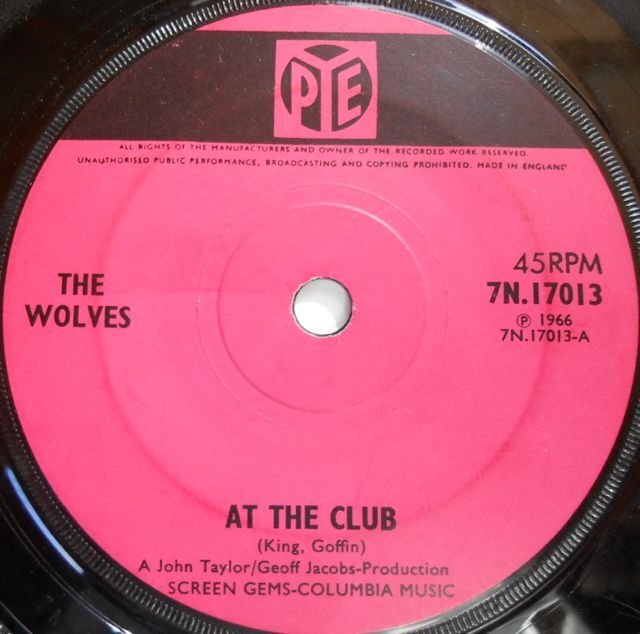 PYE
ALL RIGHTS OF THE MANUFACTURERS AND OWNER OF THE RECORDED WORK RESERVED.
UNAUTHORISED PUBLIC PERFORMANCE, BROADCASTING AND COPYING PROHIBITED. MADE IN ENGLAND
THE
WOLVES
45RPM
7N.17013
℗ 1966
7N.17013-A
AT THE CLUB
(King, Goffin)
A John Taylor/Geoff Jacobs-Production
SCREEN GEMS-COLUMBIA MUSIC